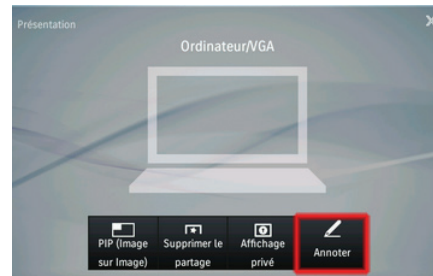 Présentation
Ordinateur/VGA
PIP (Image
sur Image)
Supprimer le
partage
Affichage
privé
Annoter